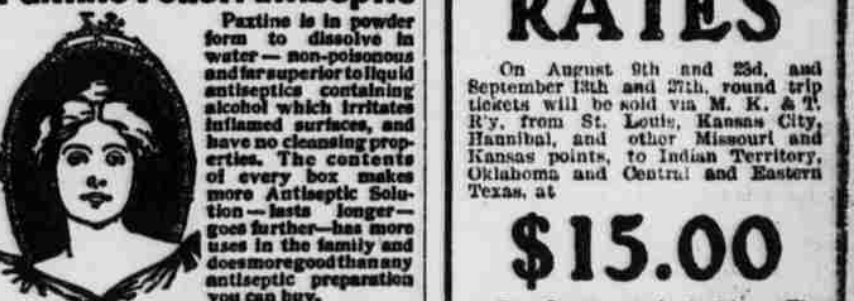 Paxtine is in powder
form to dissolve in
water — non-poisonous
and far superior to liquid
antiseptics containing
alcohol which irritates
inflamed surfaces, and
have no cleansing prop-
erties. The contents
of every box makes
more Antiseptic Solu-
tion — lasts longer —
goes further — has more
uses in the family and
does more good than any
antiseptic preparation
you can buy.
RATES
On August 9th and 23d, and
September 13th and 27th, round trip
tickets will be sold via M. K. & T.
R'y, from St. Louis, Kansas City,
Hannibal, and other Missouri and
Kansas points, to Indian Territory,
Oklahoma and Central and Eastern
Texas, at
$15.00